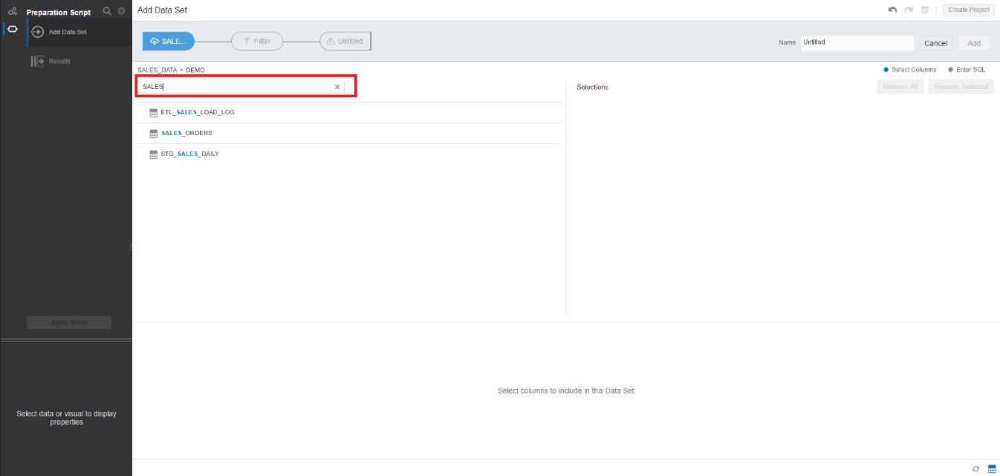 Preparation Script
Add Data Set
Results
Apply Script
Select data or visual to display
properties
Add Data Set
Create Project
SALE...
Filter
Untitled
Name
Untitled
Cancel
Add
SALES_DATA > DEMO
Select Columns
Enter SQL
SALES
ETL_SALES_LOAD_LOG
SALES_ORDERS
STG_SALES_DAILY
Selections
Remove All
Remove Selected
Select columns to include in this Data Set